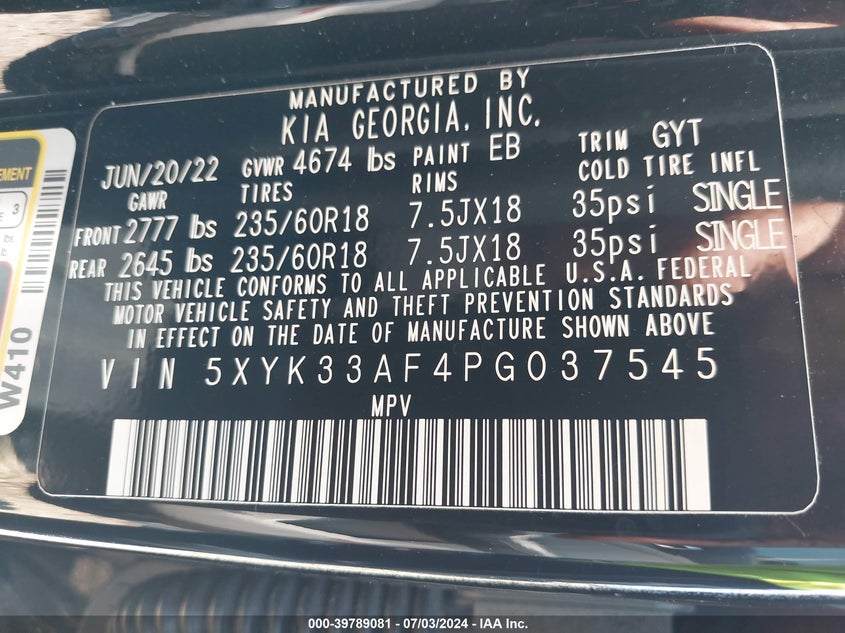 MANUFACTURED BY
KIA GEORGIA, INC.
JUN/20/22 GVWR 4674 lbs PAINT EB TRIM GYT
GAWR TIRES RIMS COLD TIRE INFL
FRONT 2777 lbs 235/60R18 7.5JX18 35psi SINGLE
REAR 2645 lbs 235/60R18 7.5JX18 35psi SINGLE
THIS VEHICLE CONFORMS TO ALL APPLICABLE U.S.A. FEDERAL
MOTOR VEHICLE SAFETY AND THEFT PREVENTION STANDARDS
IN EFFECT ON THE DATE OF MANUFACTURE SHOWN ABOVE
VIN 5XYK33AF4PG037545
MPV
W410
3
lbs
000-39789081 - 07/03/2024 - IAA Inc.